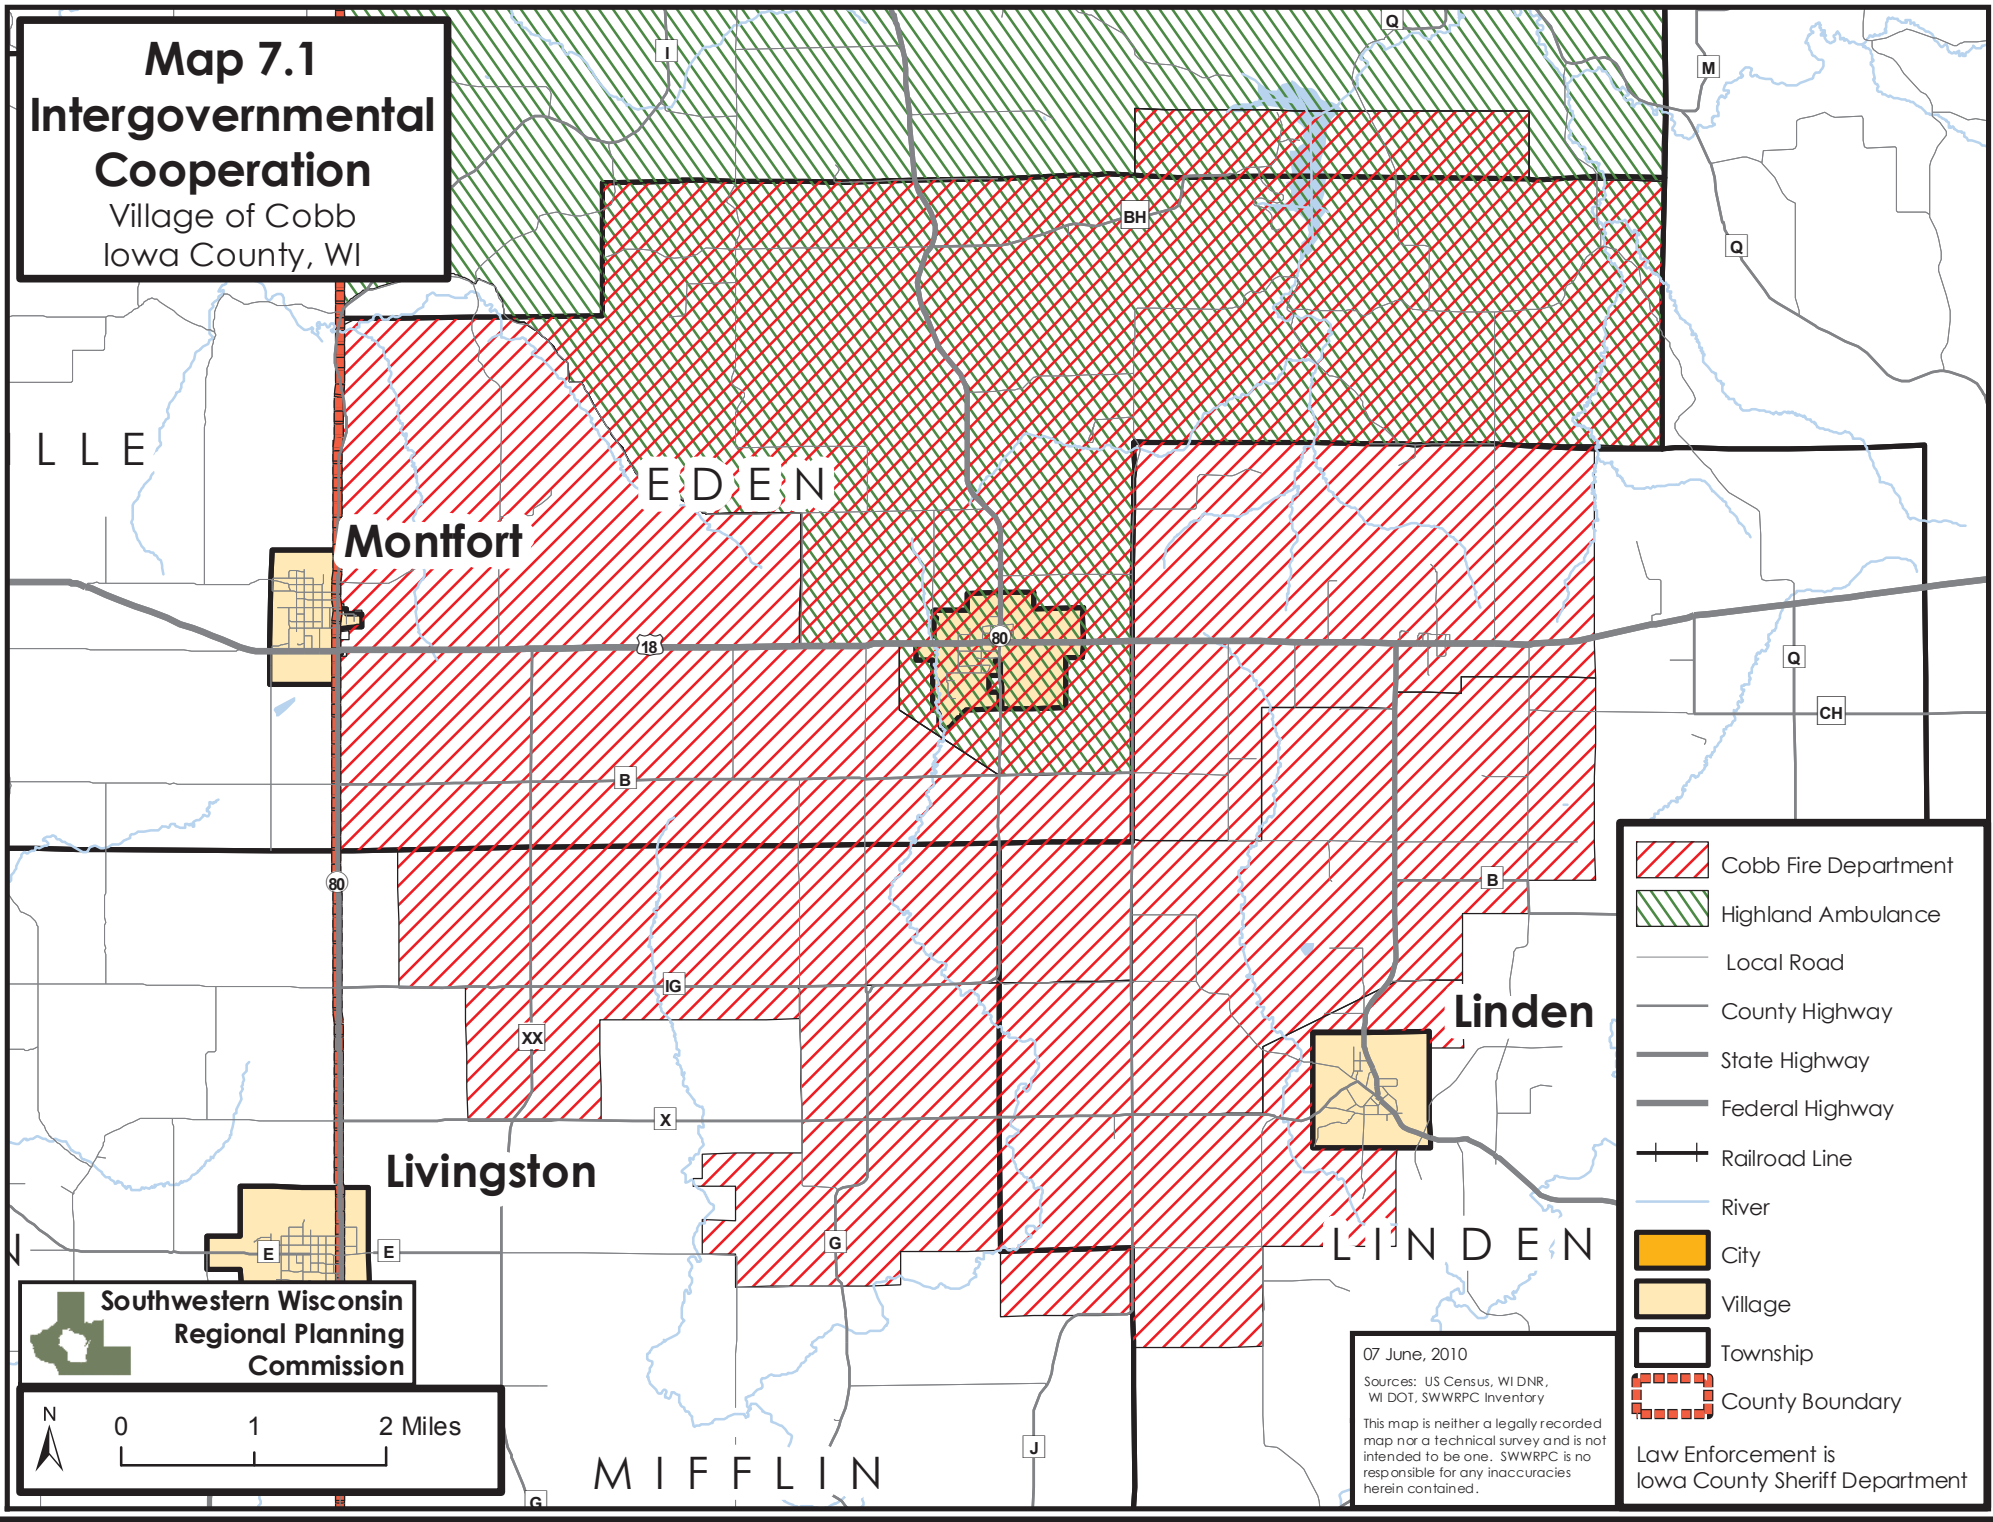 Map 7.1
Intergovernmental
Cooperation
Village of Cobb
Iowa County, WI
I
Q
M
BH
Q
LLE
EDEN
Montfort
18
80
Q
CH
B
80
B
IG
XX
Linden
X
Livingston
G
LINDEN
N
E
E
Southwestern Wisconsin
Regional Planning
Commission
N
0 1 2 Miles
MIFFLIN
G
J
07 June, 2010
Sources: US Census, WI DNR,
WI DOT, SWWRPC Inventory
This map is neither a legally recorded
map nor a technical survey and is not
intended to be one. SWWRPC is no
responsible for any inaccuracies
herein contained.
Cobb Fire Department
Highland Ambulance
Local Road
County Highway
State Highway
Federal Highway
Railroad Line
River
City
Village
Township
County Boundary
Law Enforcement is
Iowa County Sheriff Department